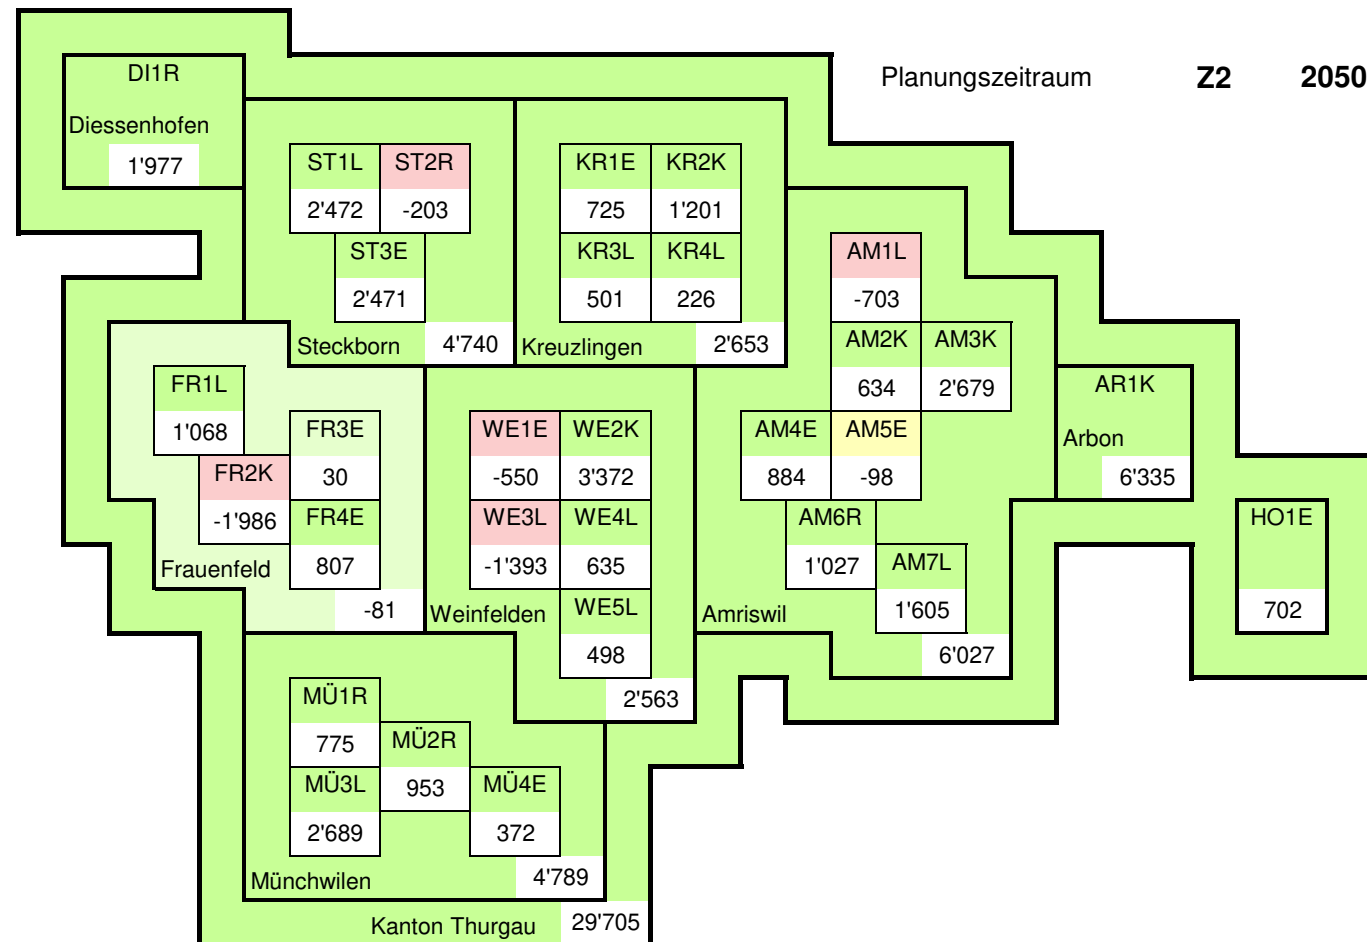 Planungszeitraum Z2 2050
DI1R
Diessenhofen
1'977
ST1L ST2R
2'472 -203
ST3E
2'471
Steckborn 4'740
KR1E KR2K
725 1'201
KR3L KR4L
501 226
Kreuzlingen 2'653
AM1L
-703
AM2K AM3K
634 2'679
AM4E AM5E
884 -98
AM6R
1'027
AM7L
1'605
Amriswil
6'027
AR1K
Arbon
6'335
HO1E
702
FR1L
1'068
FR3E
30
FR2K
-1'986
FR4E
807
Frauenfeld
-81
WE1E WE2K
-550 3'372
WE3L WE4L
-1'393 635
WE5L
498
Weinfelden
2'563
MÜ1R
775
MÜ2R
953
MÜ3L
2'689
MÜ4E
372
Münchwilen 4'789
Kanton Thurgau 29'705